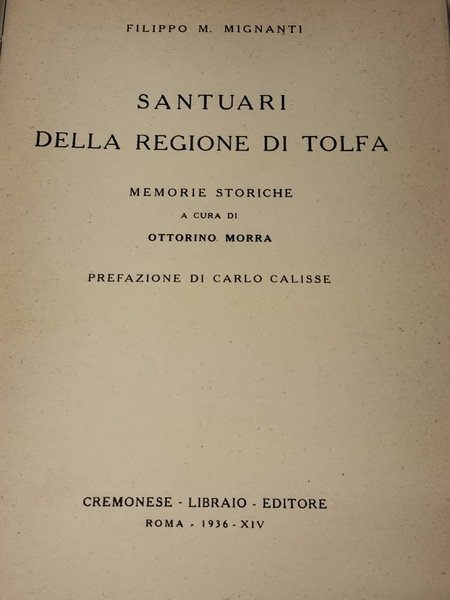 FILIPPO M. MIGNANTI
SANTUARI
DELLA REGIONE DI TOLFA
MEMORIE STORICHE
A CURA DI
OTTORINO MORRA
PREFAZIONE DI CARLO CALISSE
CREMONESE - LIBRAIO - EDITORE
ROMA - 1936 - XIV